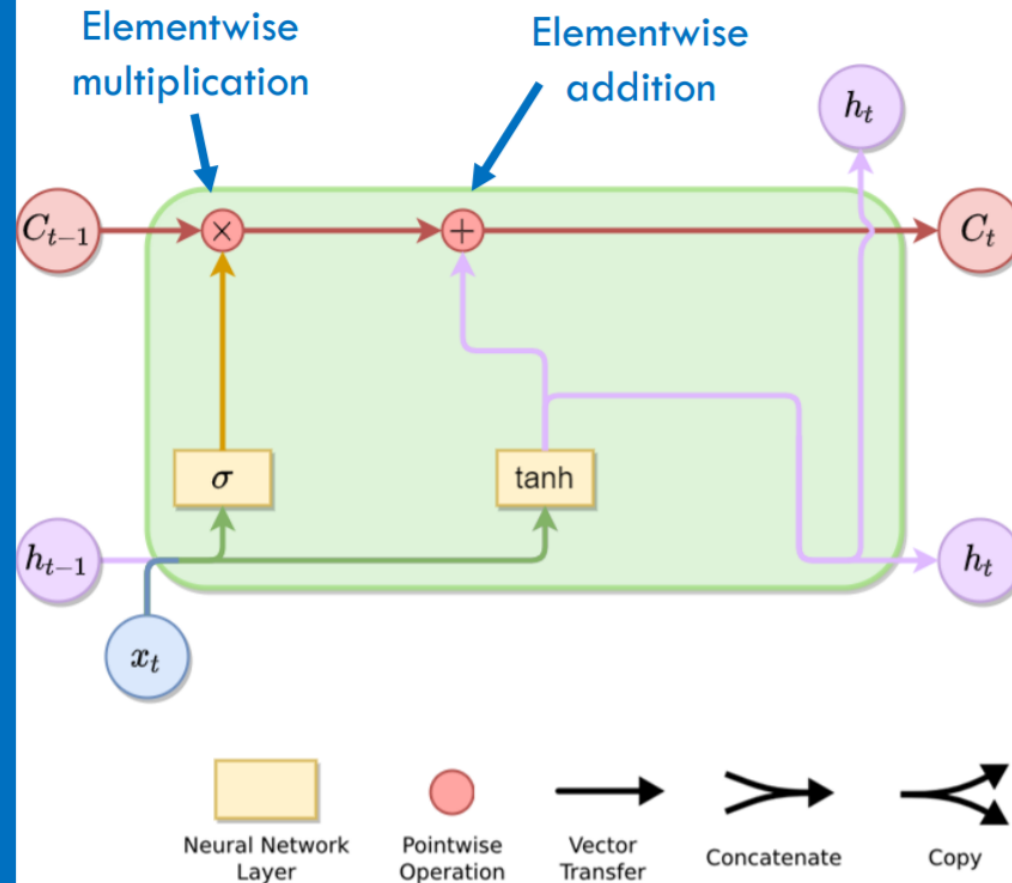 Elementwise
multiplication
Elementwise
addition
h_t
C_{t-1}
×
+
C_t
σ
tanh
h_{t-1}
h_t
x_t
Neural Network
Layer
Pointwise
Operation
Vector
Transfer
Concatenate
Copy